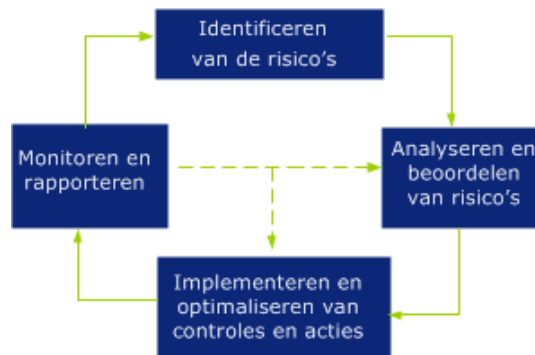 Identificeren
van de risico's
Monitoren en
rapporteren
Analyseren en
beoordelen
van risico's
Implementeren en
optimaliseren van
controles en acties